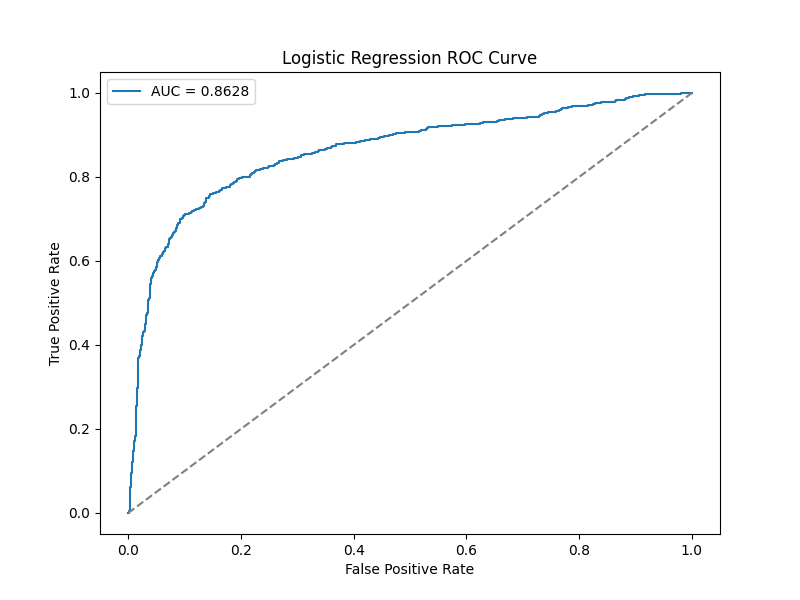 Logistic Regression ROC Curve
AUC = 0.8628
1.0
0.8
0.6
0.4
0.2
0.0
True Positive Rate
0.0 0.2 0.4 0.6 0.8 1.0
False Positive Rate